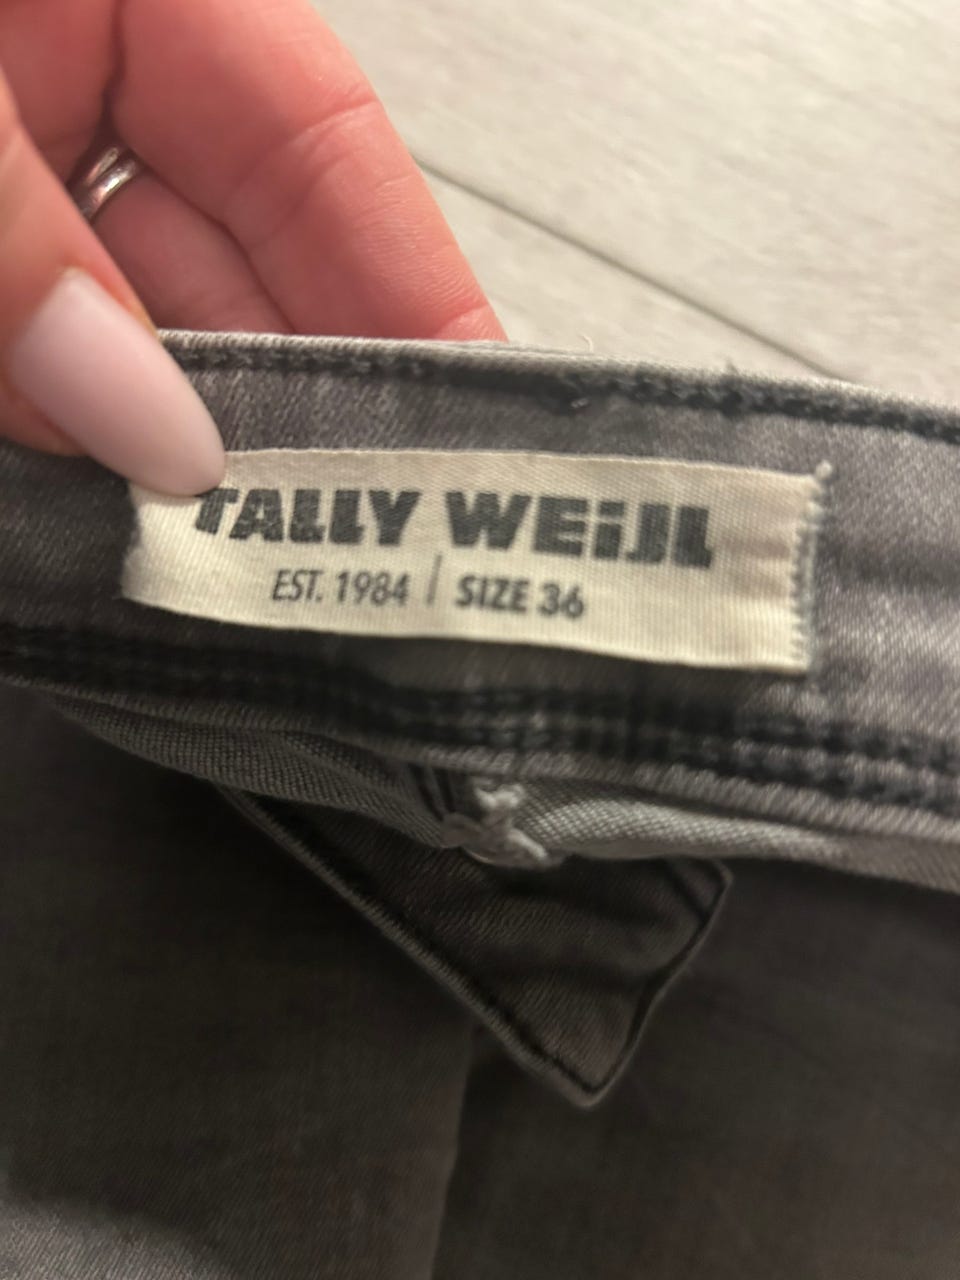 TALLY WEiJL
EST. 1984 | SIZE 36